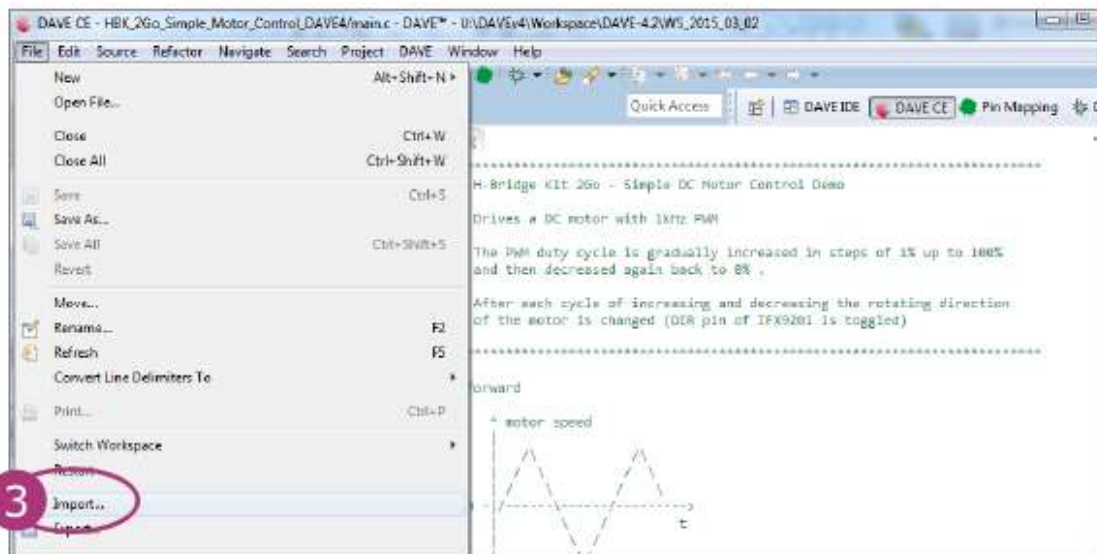 DAVE CE - HBK_2Go_Simple_Motor_Control_DAVE4/main.c - DAVE™ - U:\DAVEv4\Workspace\DAVE-4.2\WS_2015_03_02
File Edit Source Refactor Navigate Search Project DAVE Window Help
New Alt+Shift+N
Open File...
Quick Access DAVE IDE DAVE CE Pin Mapping
Close Ctrl+W
Close All Ctrl+Shift+W
Save Ctrl+S
Save As...
Save All Ctrl+Shift+S
Revert
Move...
Rename... F2
Refresh F5
Convert Line Delimiters To
Print... Ctrl+P
Switch Workspace
Restart
3
Import...
Export...
*****************************************************************************
H-Bridge Kit 2Go - Simple DC Motor Control Demo
Drives a DC motor with 1kHz PWM
The PWM duty cycle is gradually increased in steps of 1% up to 100%
and then decreased again back to 0% .
After each cycle of increasing and decreasing the rotating direction
of the motor is changed (DIR pin of IFX9201 is toggled)
*****************************************************************************
^ motor speed
t